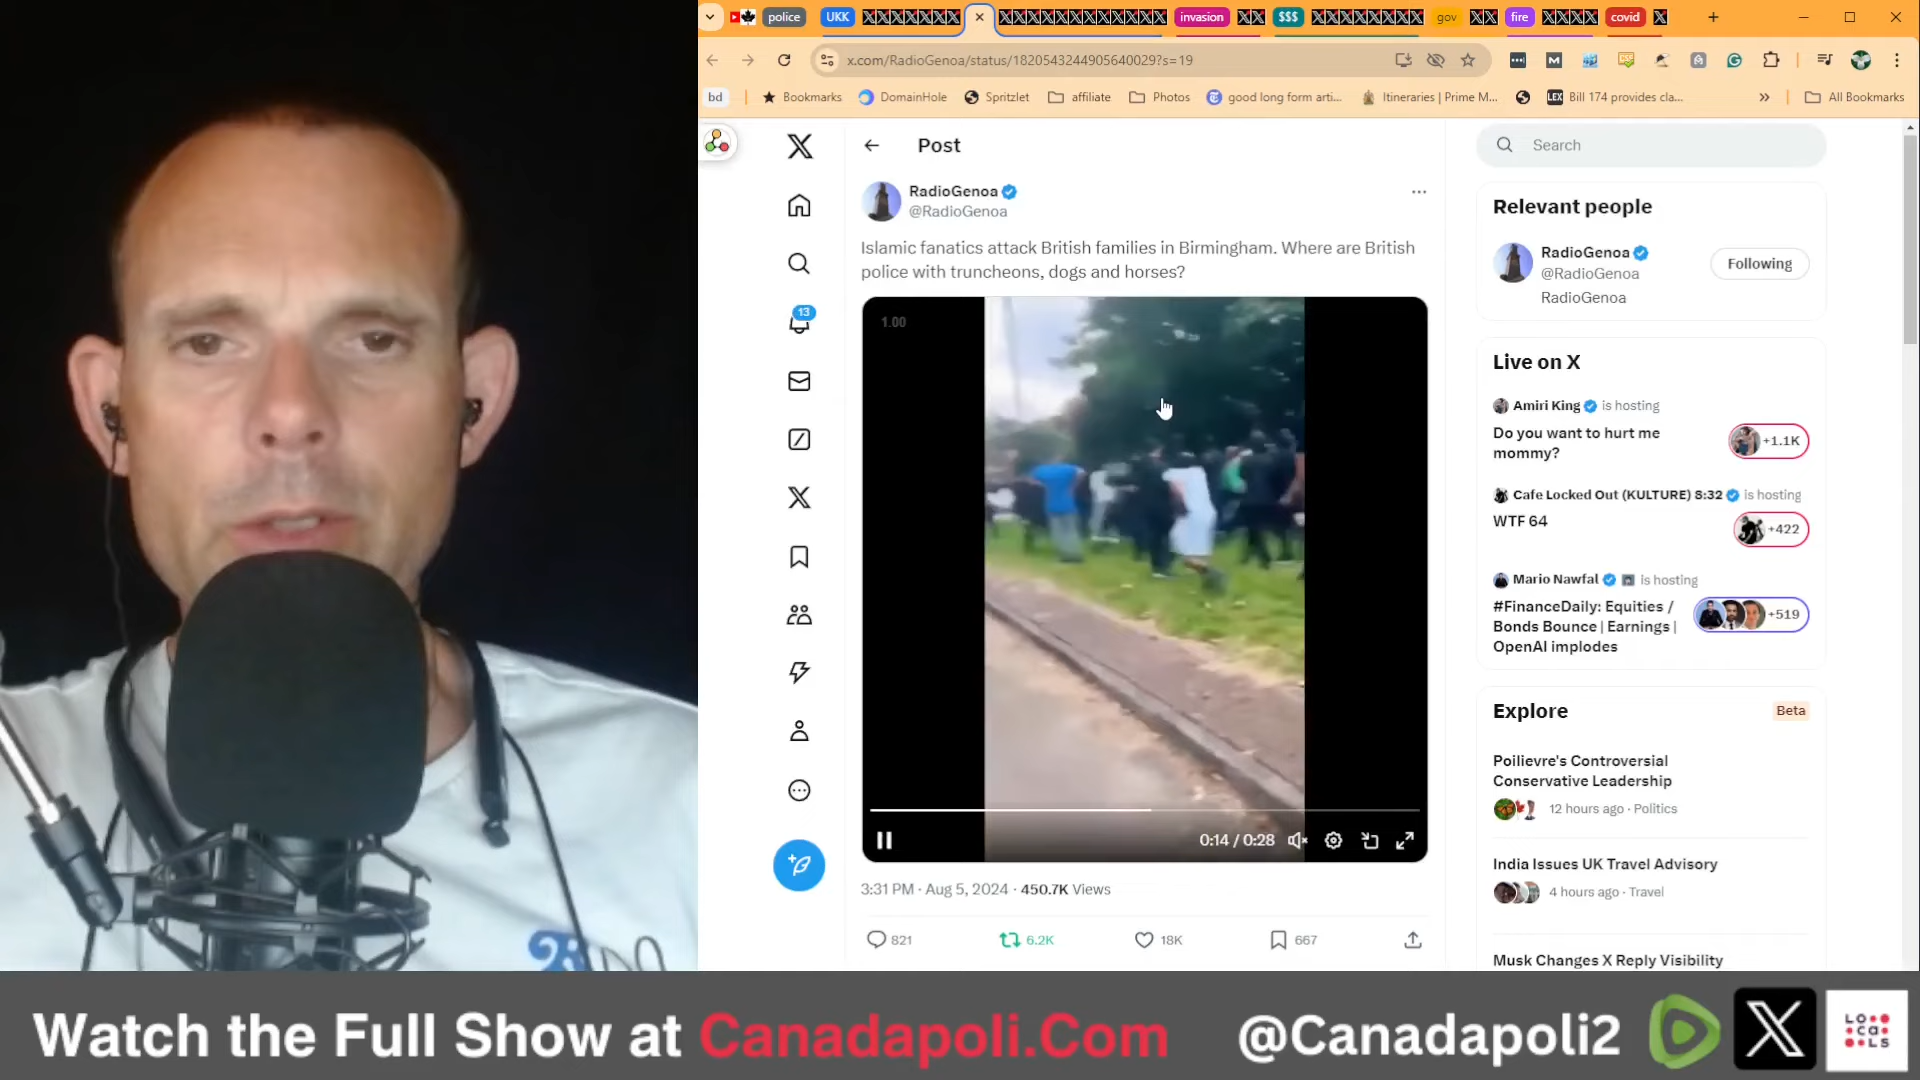 police
UKK
invasion
$$$
gov
fire
covid
x.com/RadioGenoa/status/1820543244905640029?s=19
bd
Bookmarks
DomainHole
Spritzlet
affiliate
Photos
good long form arti...
Itineraries | Prime M...
LEX
Bill 174 provides cla...
All Bookmarks
Post
Search
RadioGenoa
@RadioGenoa
Islamic fanatics attack British families in Birmingham. Where are British
police with truncheons, dogs and horses?
1.00
0:14 / 0:28
3:31 PM · Aug 5, 2024 · 450.7K Views
821
6.2K
18K
667
13
Relevant people
RadioGenoa
@RadioGenoa
RadioGenoa
Following
Live on X
Amiri King is hosting
Do you want to hurt me
mommy?
+1.1K
Cafe Locked Out (KULTURE) 8:32 is hosting
WTF 64
+422
Mario Nawfal is hosting
#FinanceDaily: Equities /
Bonds Bounce | Earnings |
OpenAI implodes
+519
Explore
Beta
Poilievre's Controversial
Conservative Leadership
12 hours ago · Politics
India Issues UK Travel Advisory
4 hours ago · Travel
Musk Changes X Reply Visibility
Watch the Full Show at Canadapoli.Com
@Canadapoli2
LO
CA
LS